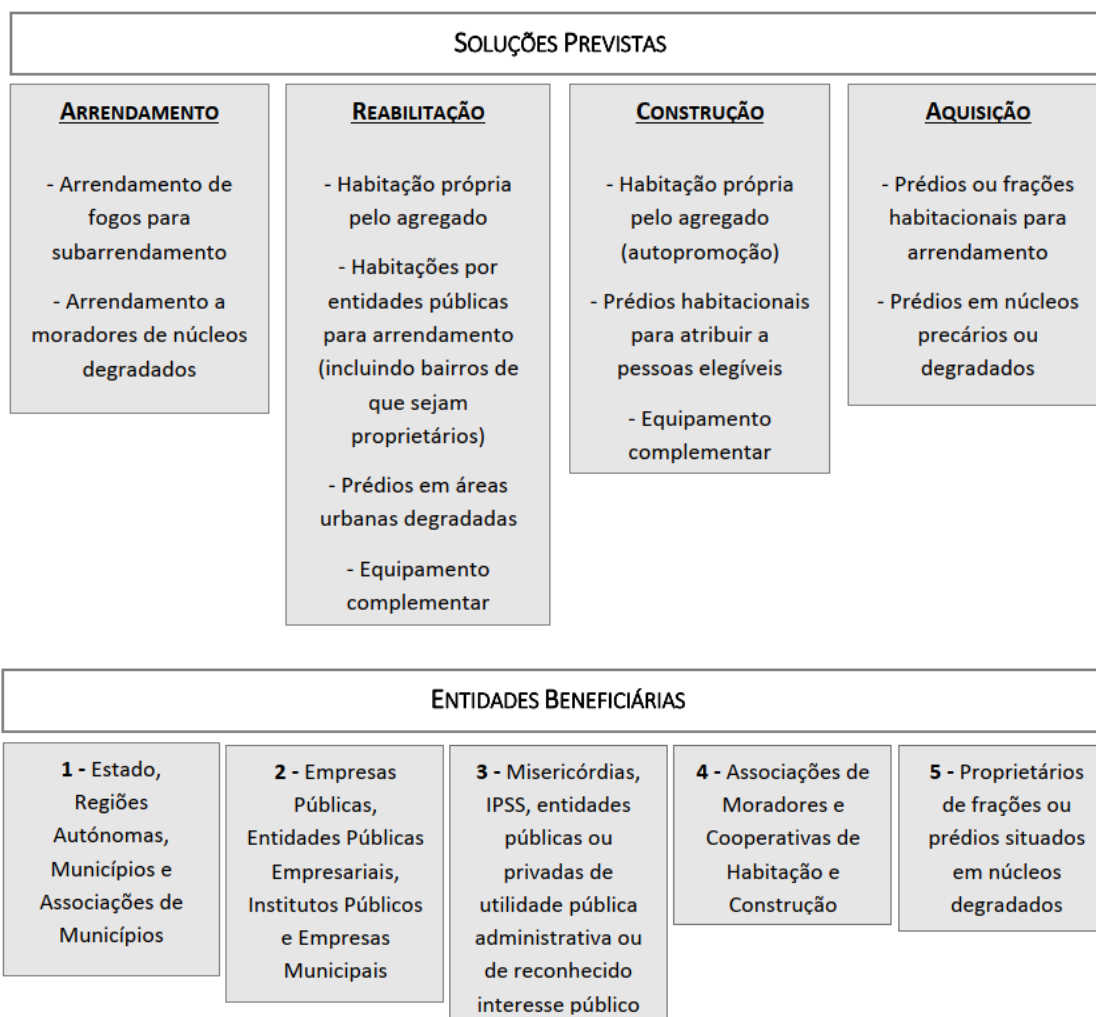 SOLUÇÕES PREVISTAS
ARRENDAMENTO
- Arrendamento de
fogos para
subarrendamento
- Arrendamento a
moradores de núcleos
degradados
REABILITAÇÃO
- Habitação própria
pelo agregado
- Habitações por
entidades públicas
para arrendamento
(incluindo bairros de
que sejam
proprietários)
- Prédios em áreas
urbanas degradadas
- Equipamento
complementar
CONSTRUÇÃO
- Habitação própria
pelo agregado
(autopromoção)
- Prédios habitacionais
para atribuir a
pessoas elegíveis
- Equipamento
complementar
AQUISIÇÃO
- Prédios ou frações
habitacionais para
arrendamento
- Prédios em núcleos
precários ou
degradados
ENTIDADES BENEFICIÁRIAS
1 - Estado,
Regiões
Autónomas,
Municípios e
Associações de
Municípios
2 - Empresas
Públicas,
Entidades Públicas
Empresariais,
Institutos Públicos
e Empresas
Municipais
3 - Misericórdias,
IPSS, entidades
públicas ou
privadas de
utilidade pública
administrativa ou
de reconhecido
interesse público
4 - Associações de
Moradores e
Cooperativas de
Habitação e
Construção
5 - Proprietários
de frações ou
prédios situados
em núcleos
degradados